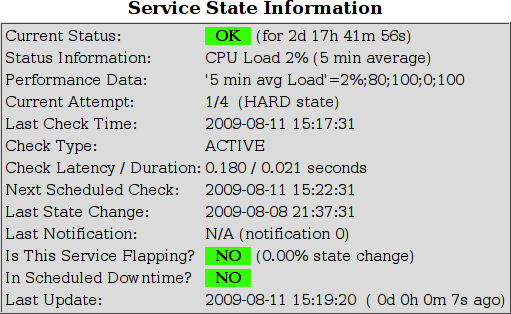 Service State Information
Current Status: OK (for 2d 17h 41m 56s)
Status Information: CPU Load 2% (5 min average)
Performance Data: '5 min avg Load'=2%;80;100;0;100
Current Attempt: 1/4 (HARD state)
Last Check Time: 2009-08-11 15:17:31
Check Type: ACTIVE
Check Latency / Duration: 0.180 / 0.021 seconds
Next Scheduled Check: 2009-08-11 15:22:31
Last State Change: 2009-08-08 21:37:31
Last Notification: N/A (notification 0)
Is This Service Flapping? NO (0.00% state change)
In Scheduled Downtime? NO
Last Update: 2009-08-11 15:19:20 ( 0d 0h 0m 7s ago)